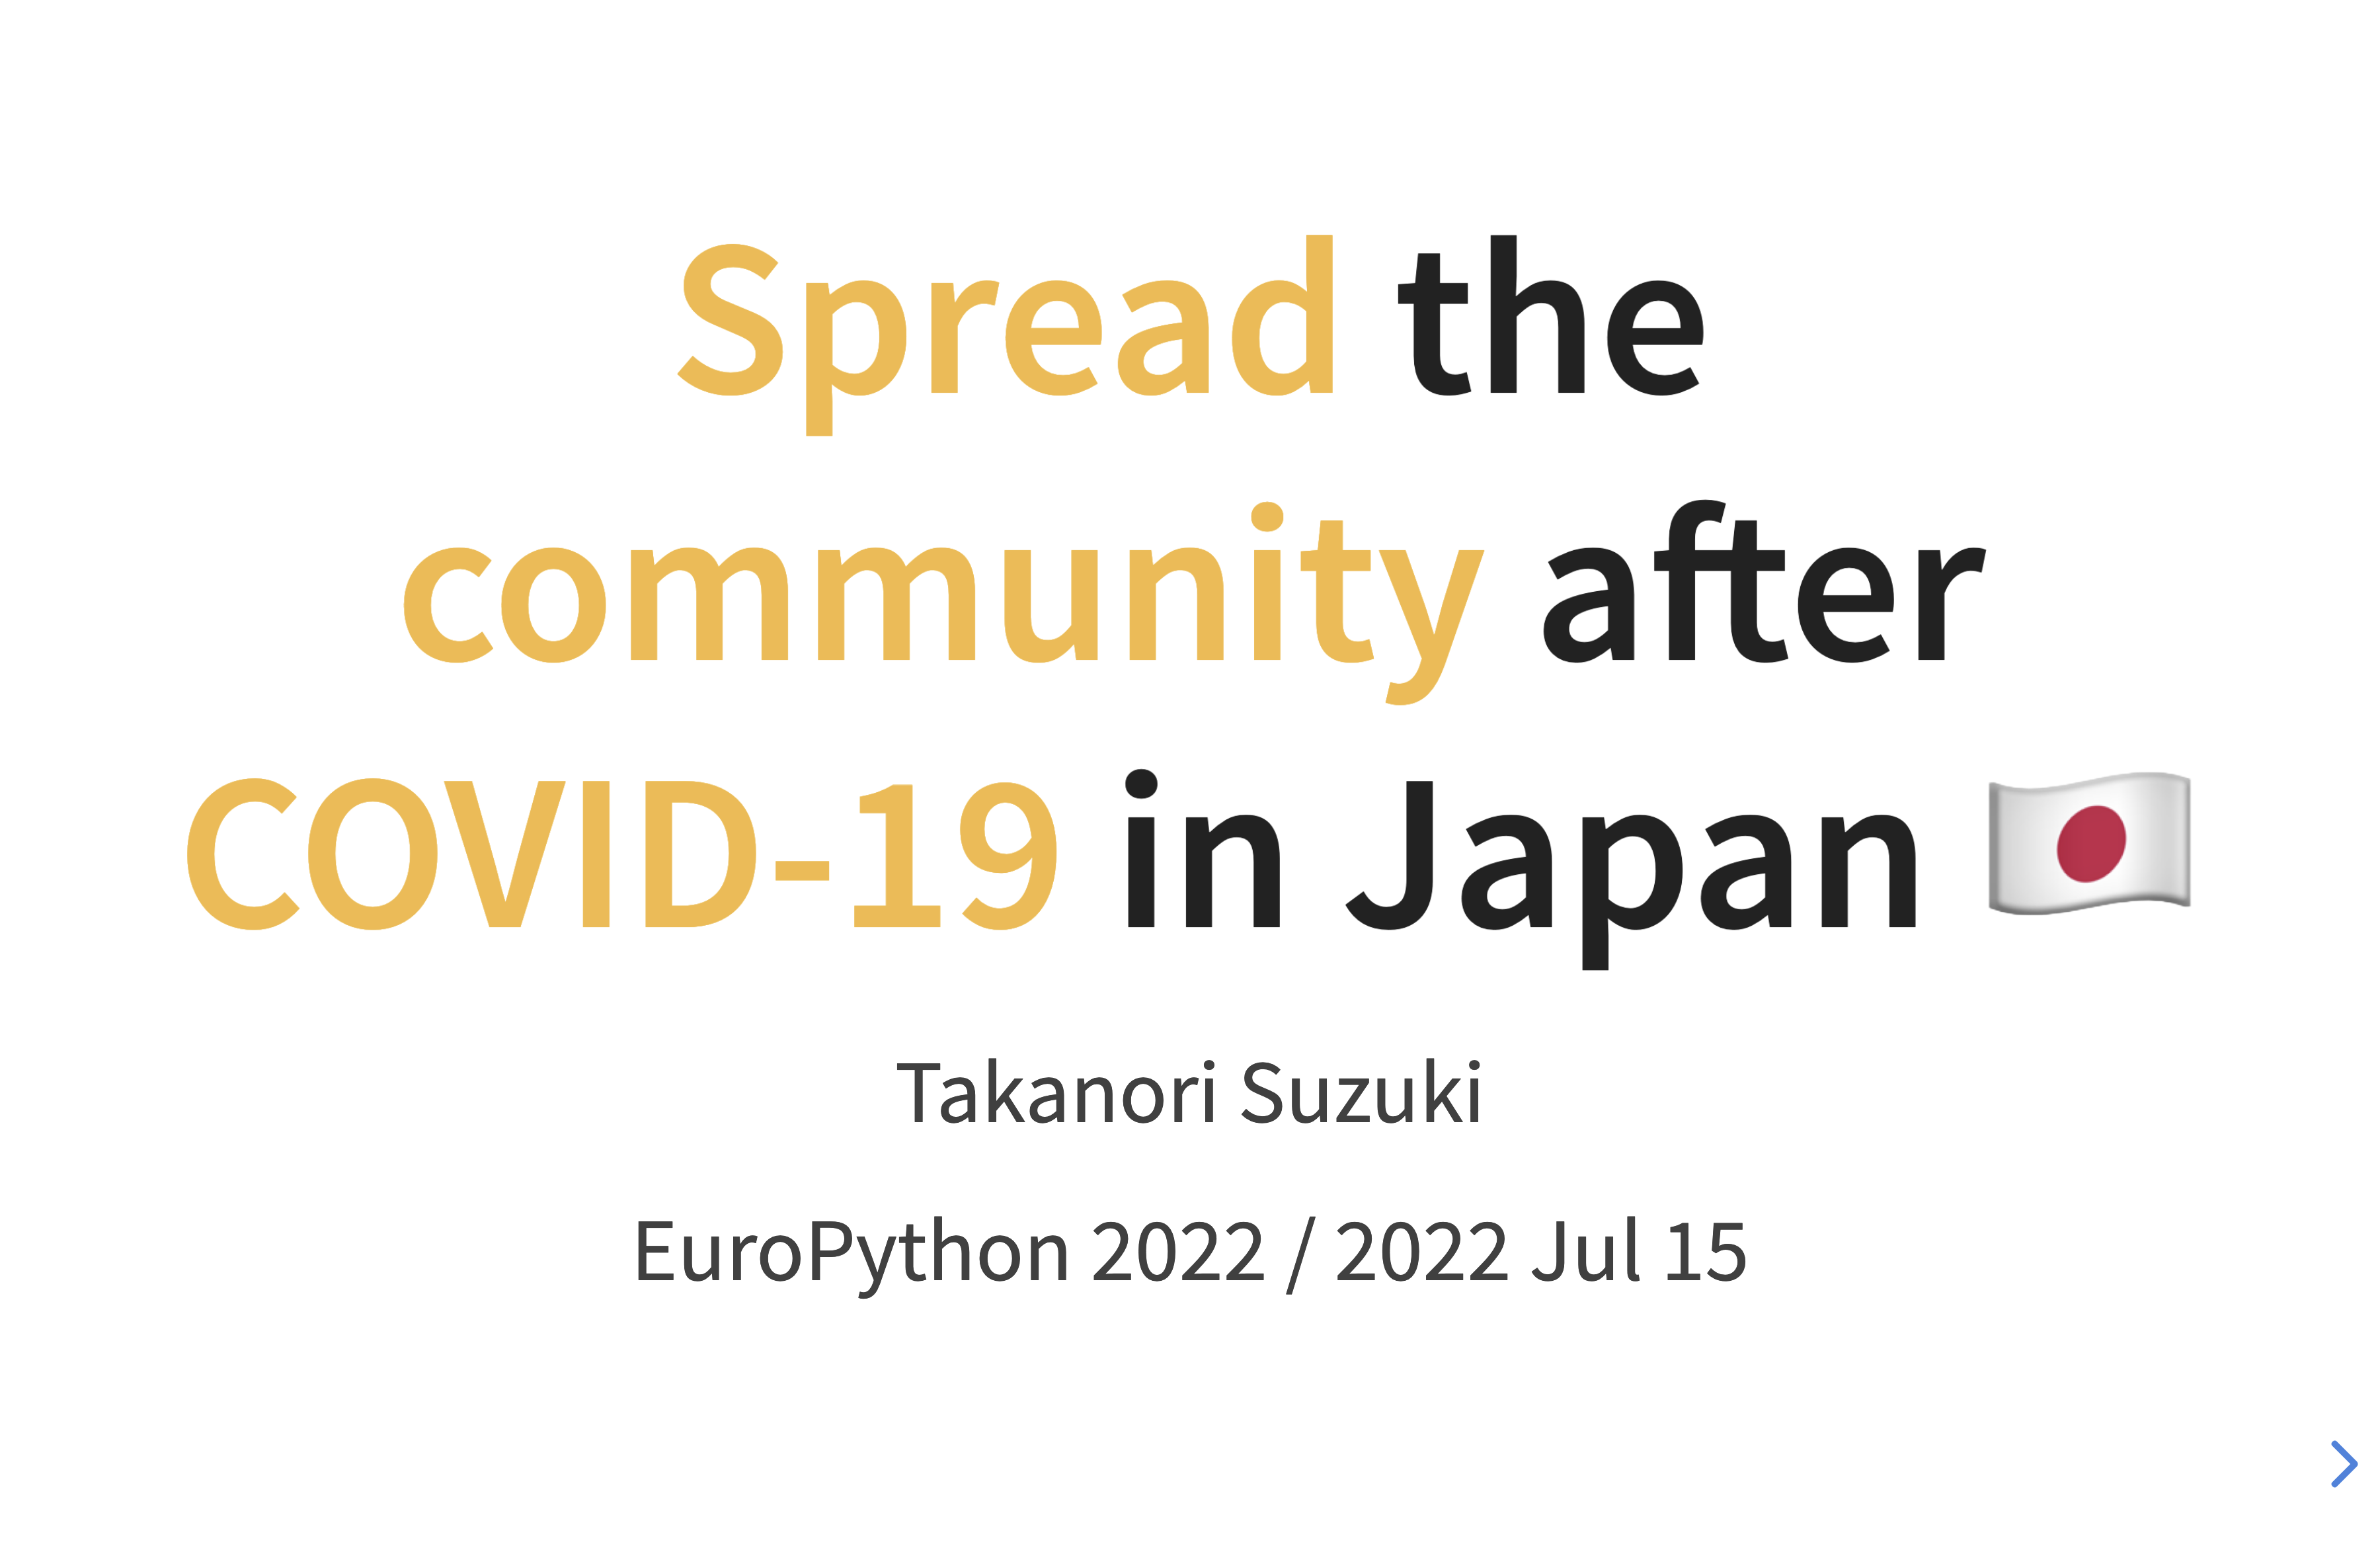 Spread the
community after
COVID-19 in Japan 🇯🇵
Takanori Suzuki
EuroPython 2022 / 2022 Jul 15